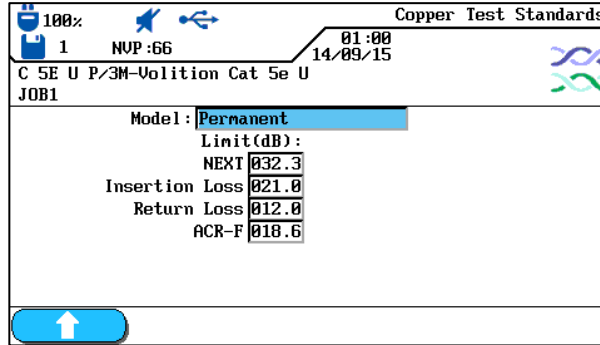 100% Copper Test Standards
1 NVP:66 01:00
14/09/15
C 5E U P/3M-Volition Cat 5e U
JOB1
Model: Permanent
Limit(dB):
NEXT 032.3
Insertion Loss 021.0
Return Loss 012.0
ACR-F 018.6